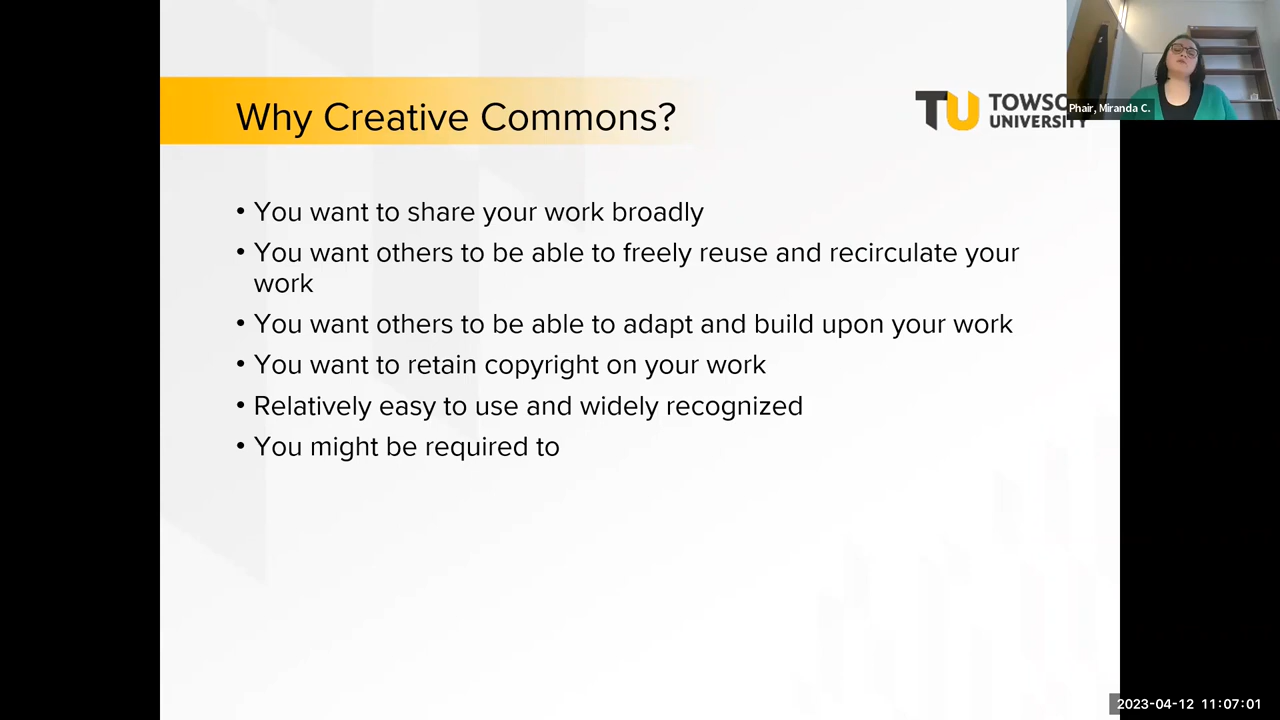 Why Creative Commons?
TOWSO
UNIVERSITY
Phair, Miranda C.
• You want to share your work broadly
• You want others to be able to freely reuse and recirculate your
work
• You want others to be able to adapt and build upon your work
• You want to retain copyright on your work
• Relatively easy to use and widely recognized
• You might be required to
2023-04-12 11:07:01